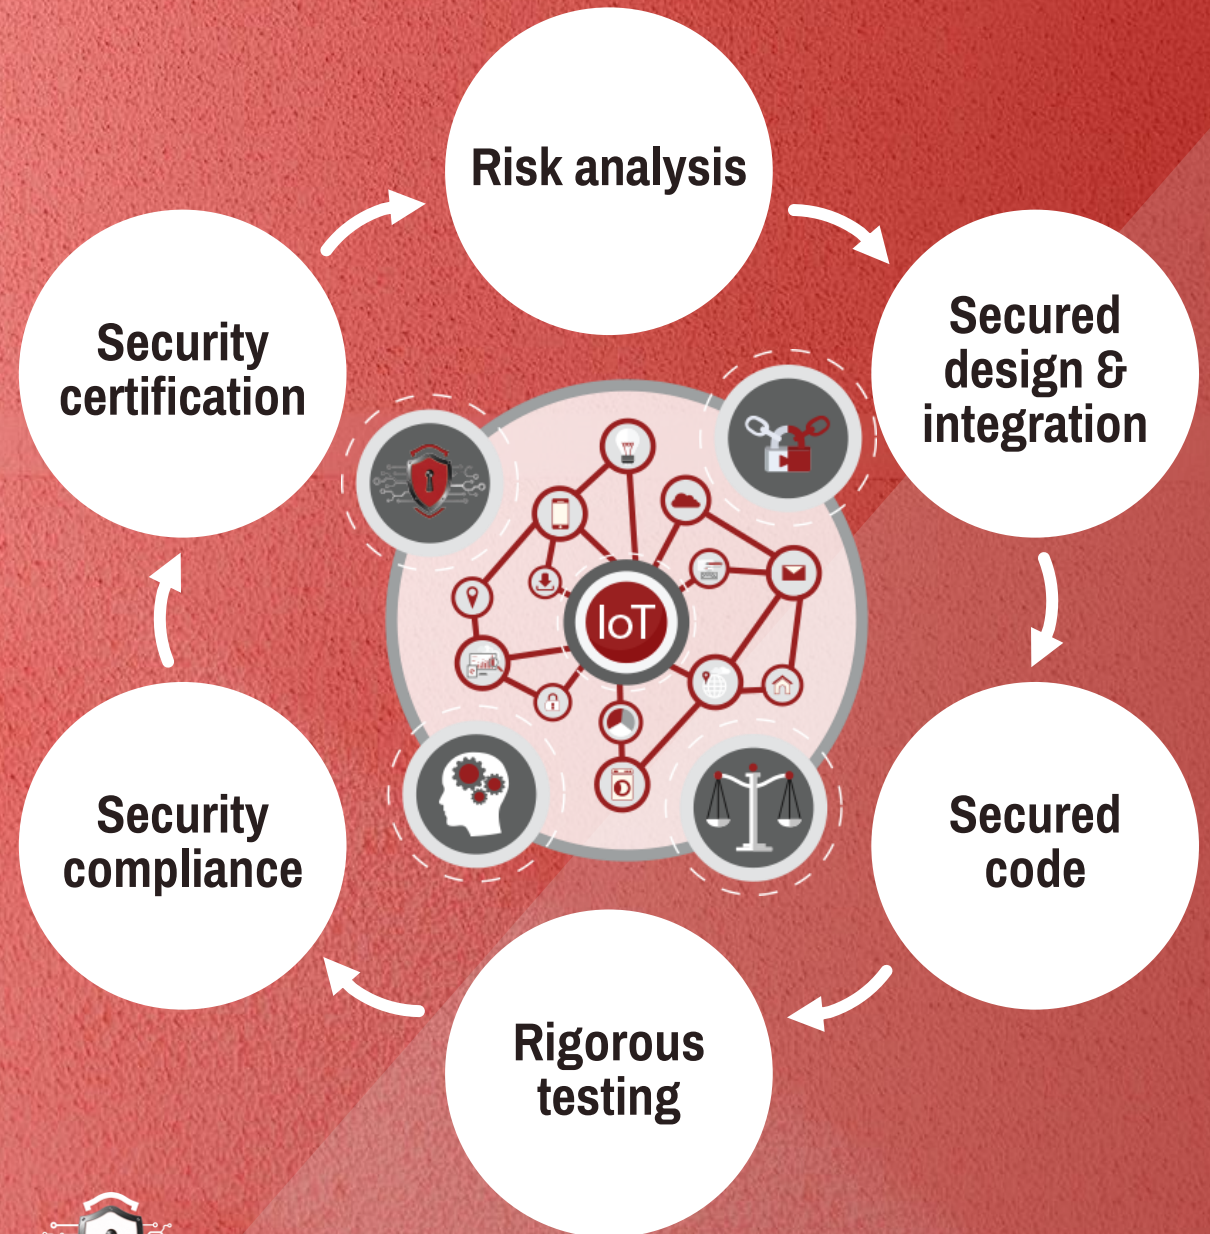 Risk analysis
Secured
design &
integration
Secured
code
Rigorous
testing
Security
compliance
Security
certification
IoT